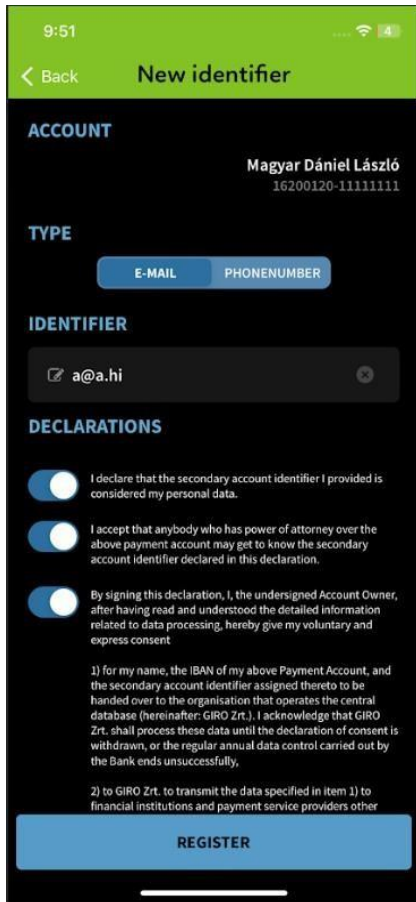 9:51
4
Back
New identifier
ACCOUNT
Magyar Dániel László
16200120-11111111
TYPE
E-MAIL PHONENUMBER
IDENTIFIER
a@a.hi
DECLARATIONS
I declare that the secondary account identifier I provided is
considered my personal data.
I accept that anybody who has power of attorney over the
above payment account may get to know the secondary
account identifier declared in this declaration.
By signing this declaration, I, the undersigned Account Owner,
after having read and understood the detailed information
related to data processing, hereby give my voluntary and
express consent
1) for my name, the IBAN of my above Payment Account, and
the secondary account identifier assigned thereto to be
handed over to the organisation that operates the central
database (hereinafter: GIRO Zrt.). I acknowledge that GIRO
Zrt. shall process these data until the declaration of consent is
withdrawn, or the regular annual data control carried out by
the Bank ends unsuccessfully,
2) to GIRO Zrt. to transmit the data specified in item 1) to
financial institutions and payment service providers other
REGISTER